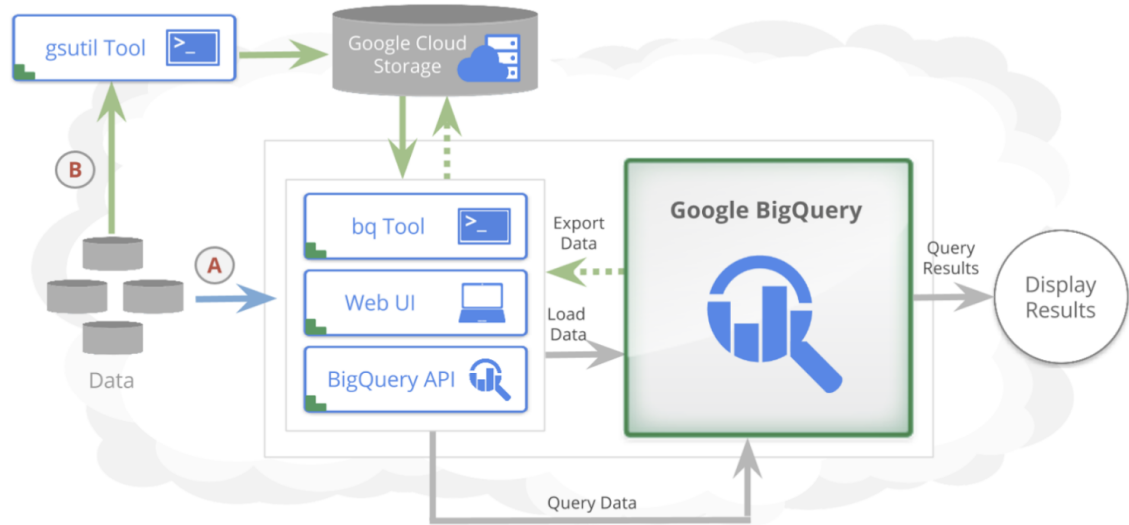 gsutil Tool
>_
Google Cloud
Storage
B
bq Tool
>_
Export
Data
Google BigQuery
A
Web UI
Load
Data
Query
Results
Display
Results
BigQuery API
Data
Query Data